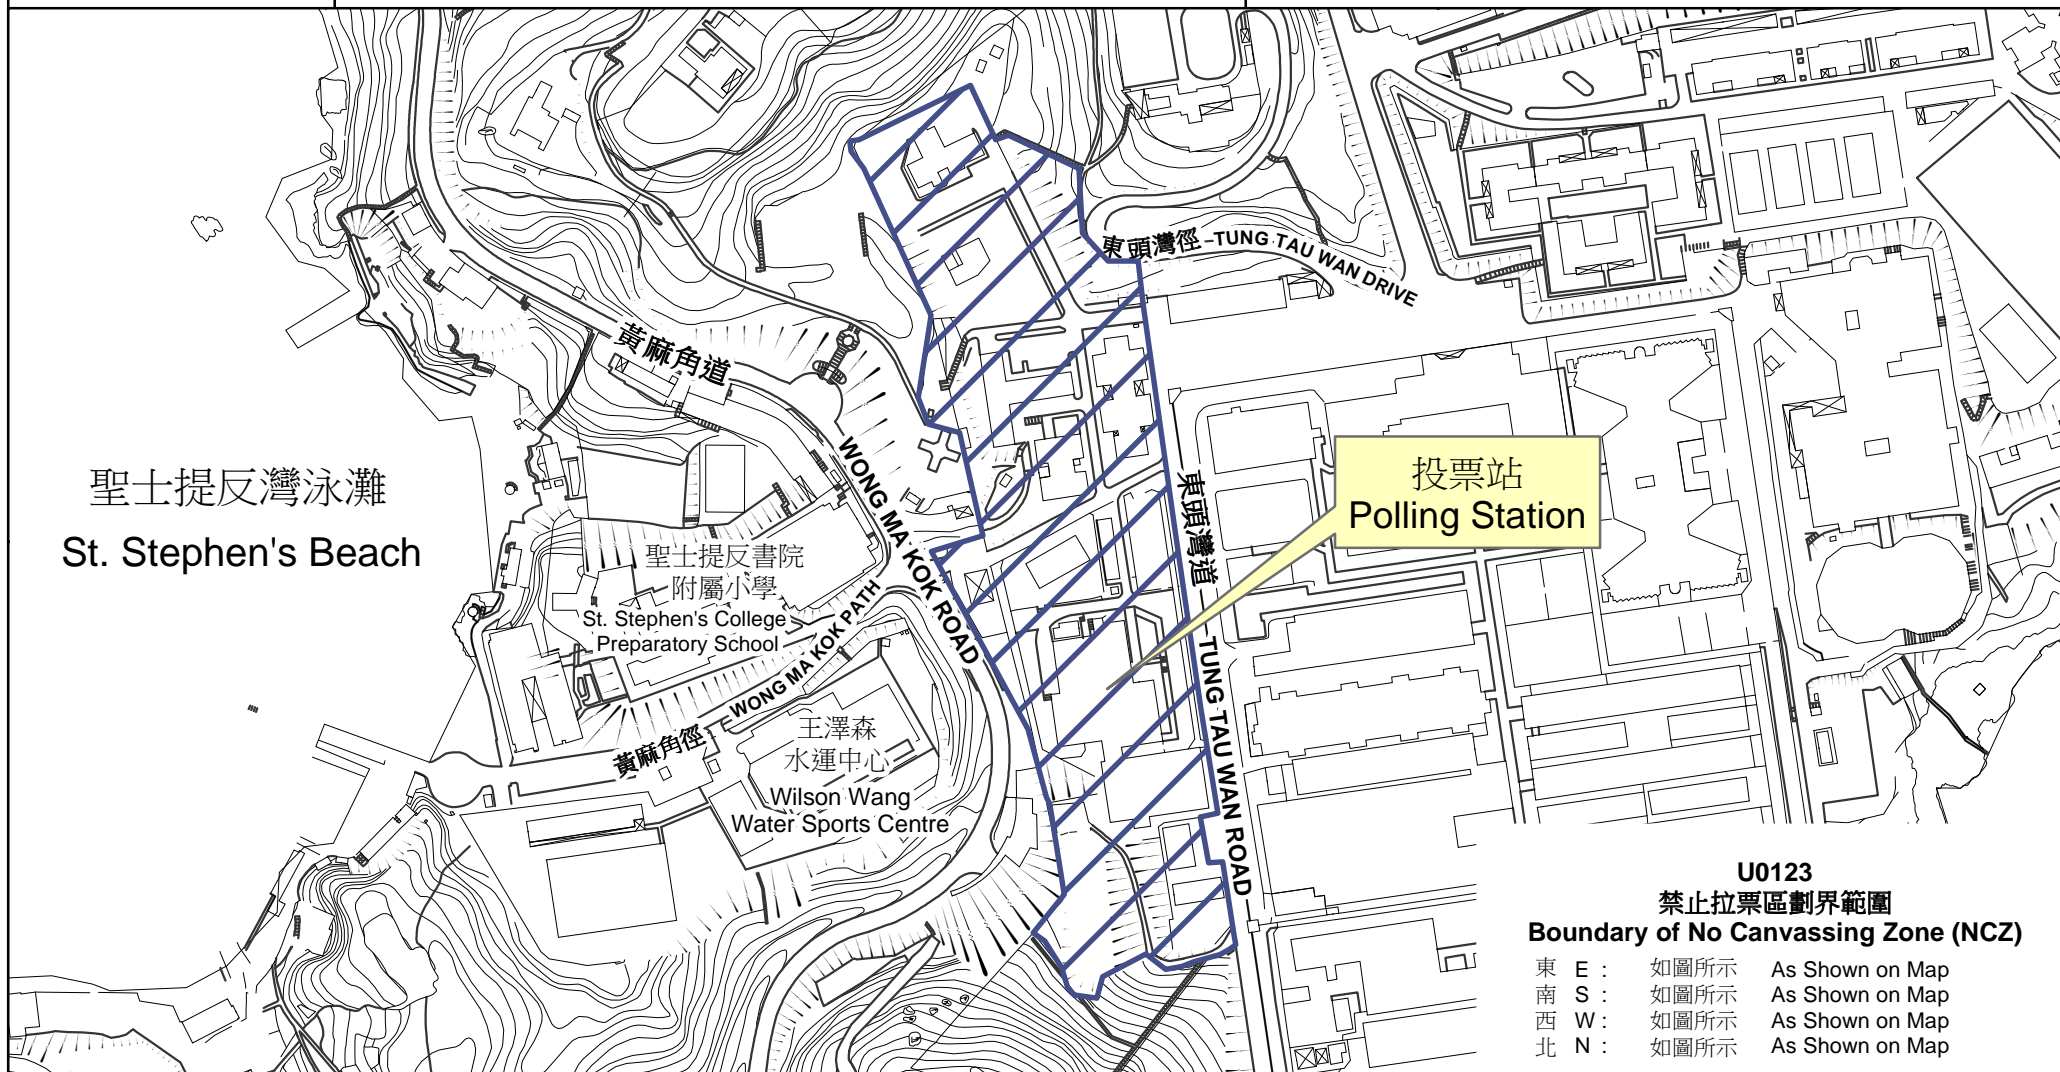 東頭灣徑
TUNG TAU WAN DRIVE
黃麻角道
WONG MA KOK ROAD
聖士提反灣泳灘
St. Stephen's Beach
投票站
Polling Station
東頭灣道
TUNG TAU WAN ROAD
聖士提反書院
附屬小學
St. Stephen's College
Preparatory School
黃麻角徑
WONG MA KOK PATH
王澤森
水運中心
Wilson Wang
Water Sports Centre
U0123
禁止拉票區劃界範圍
Boundary of No Canvassing Zone (NCZ)
東 E : 如圖所示 As Shown on Map
南 S : 如圖所示 As Shown on Map
西 W : 如圖所示 As Shown on Map
北 N : 如圖所示 As Shown on Map